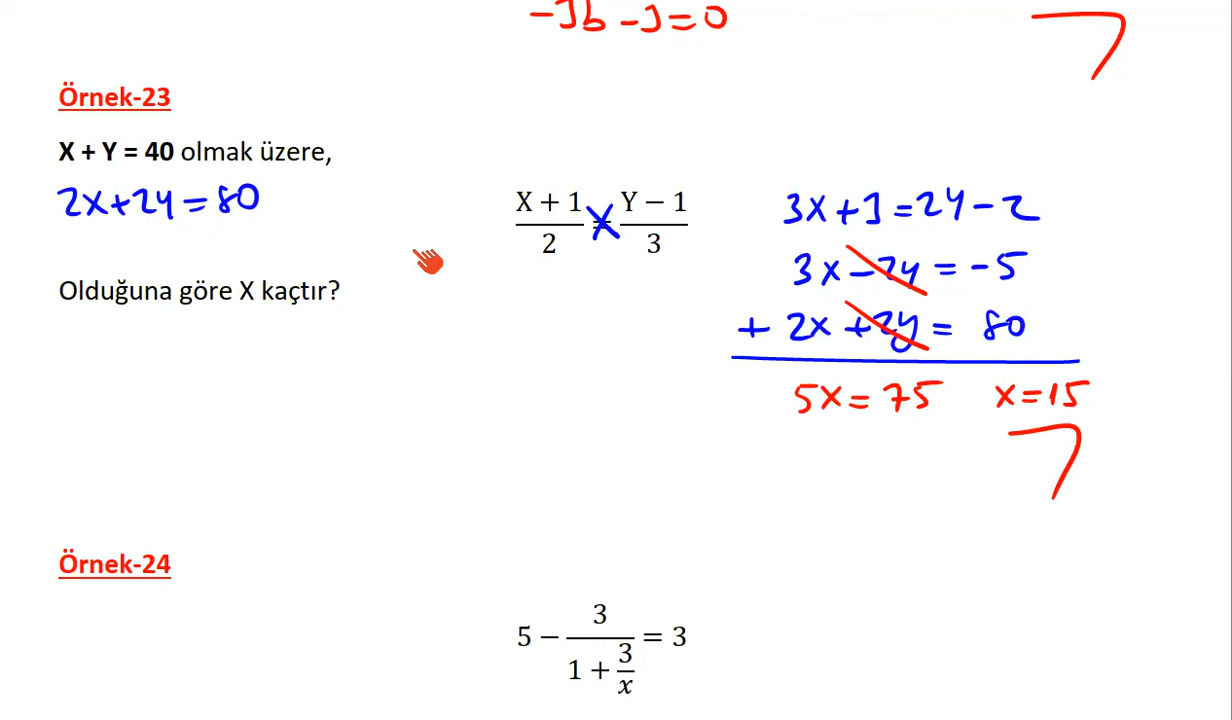 -3b -3=0
Örnek-23
X + Y = 40 olmak üzere,
2x+2y=80
X + 1 / 2 = Y − 1 / 3
Olduğuna göre X kaçtır?
3x+3=2y-2
3x-2y=-5
+ 2x+2y= 80
5x=75 x=15
Örnek-24
5 − 3 / (1 + 3/x) = 3